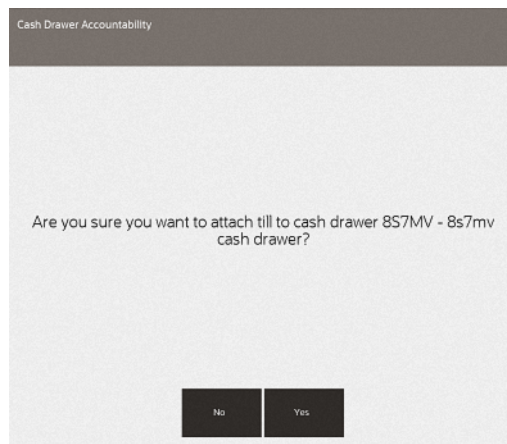 Cash Drawer Accountability
Are you sure you want to attach till to cash drawer 8S7MV - 8s7mv
cash drawer?
No
Yes